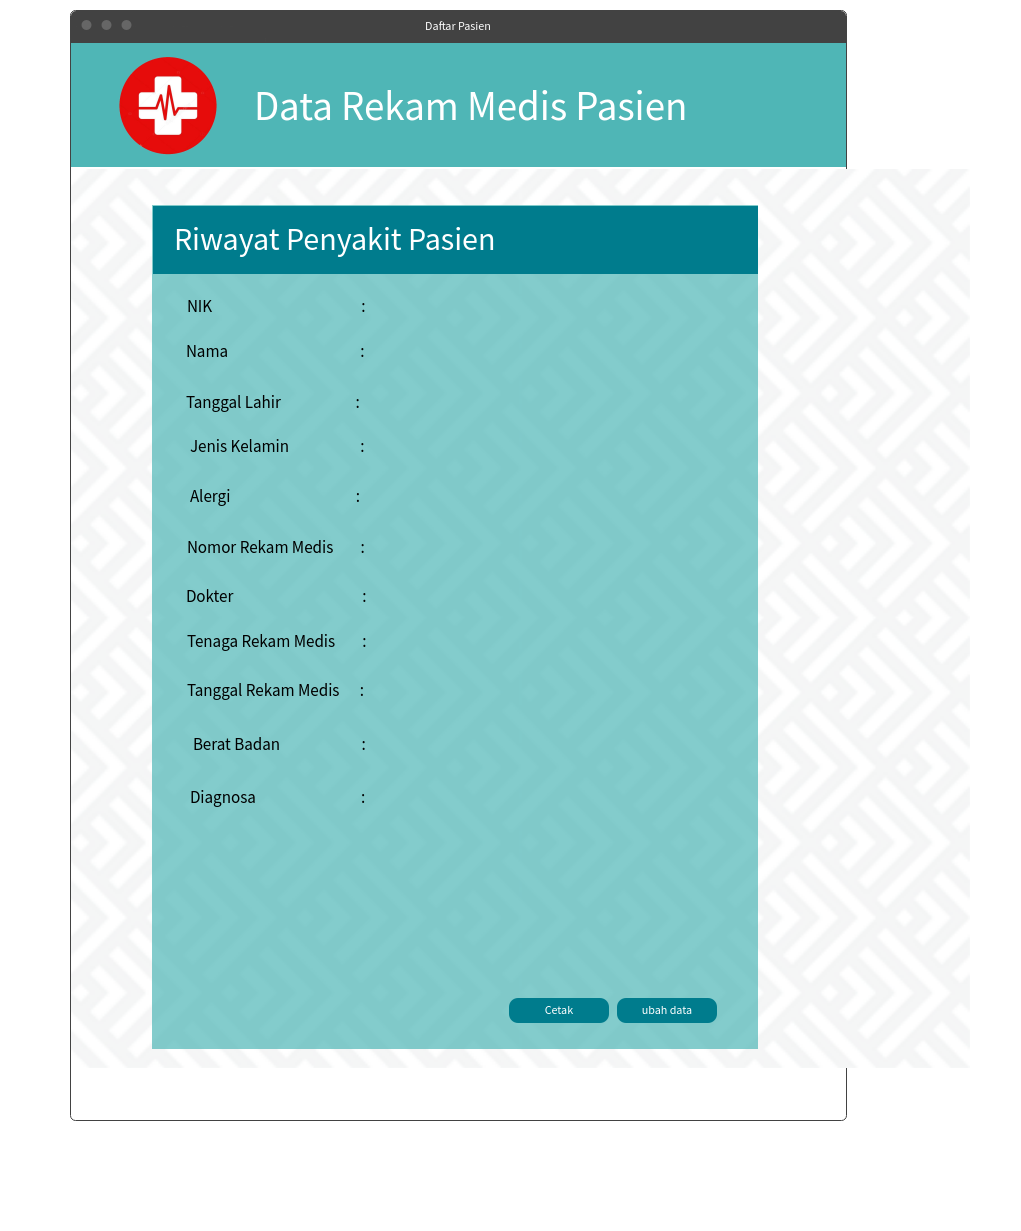 Daftar Pasien
Data Rekam Medis Pasien
Riwayat Penyakit Pasien
NIK :
Nama :
Tanggal Lahir :
Jenis Kelamin :
Alergi :
Nomor Rekam Medis :
Dokter :
Tenaga Rekam Medis :
Tanggal Rekam Medis :
Berat Badan :
Diagnosa :
Cetak ubah data